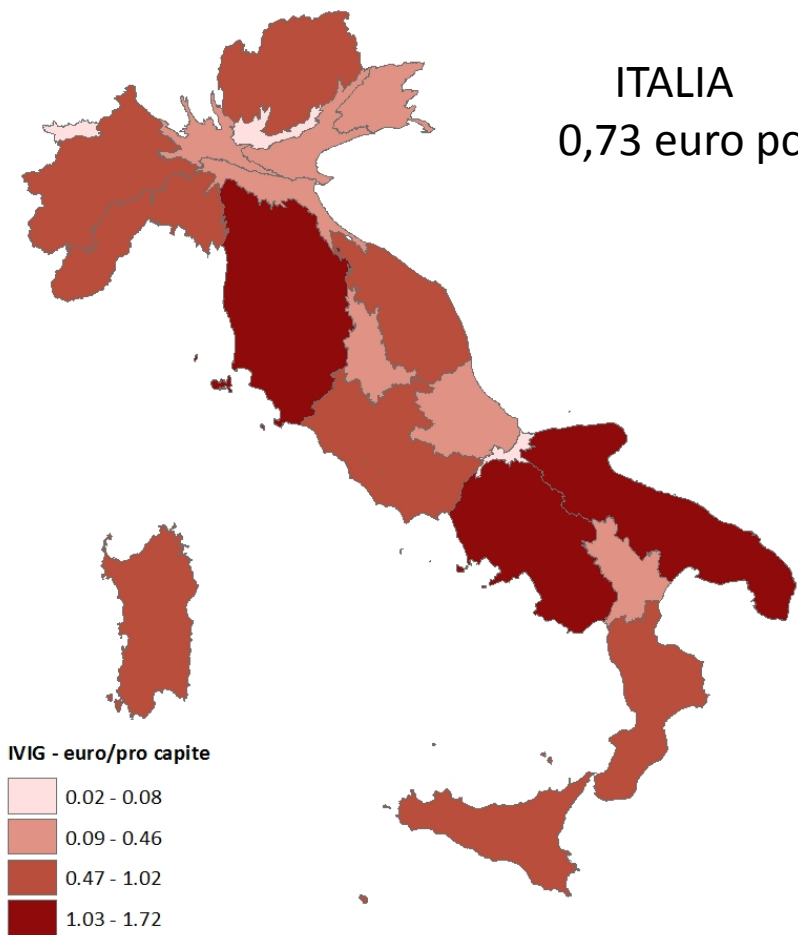 ITALIA
0,73 euro pc
IVIG - euro/pro capite
0.02 - 0.08
0.09 - 0.46
0.47 - 1.02
1.03 - 1.72